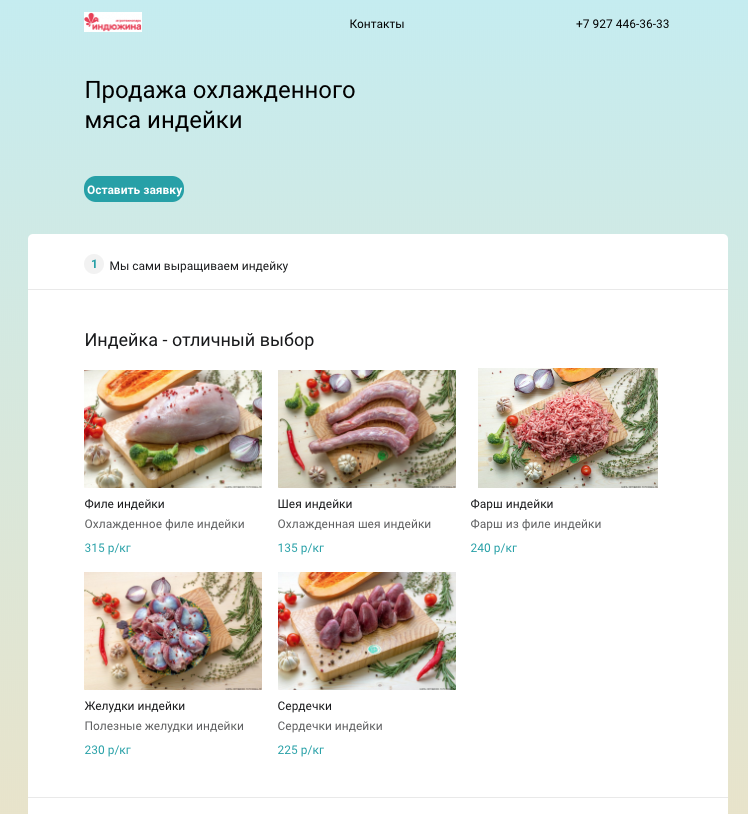 индюжина
Контакты
+7 927 446-36-33
Продажа охлажденного
мяса индейки
Оставить заявку
1 Мы сами выращиваем индейку
Индейка - отличный выбор
Филе индейки
Охлажденное филе индейки
315 р/кг
Шея индейки
Охлажденная шея индейки
135 р/кг
Фарш индейки
Фарш из филе индейки
240 р/кг
Желудки индейки
Полезные желудки индейки
230 р/кг
Сердечки
Сердечки индейки
225 р/кг